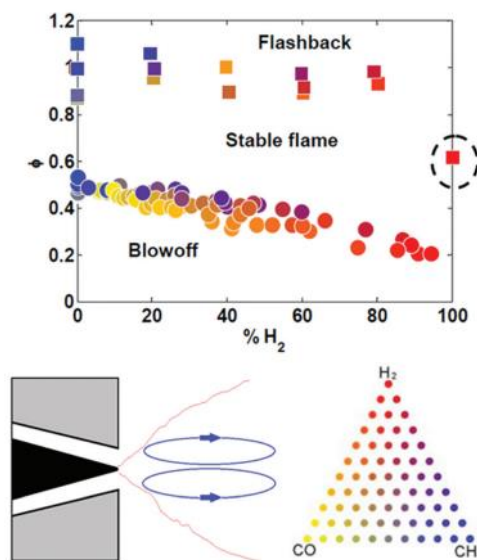 Flashback
1.2
1
0.8
Stable flame
ϕ
0.6
0.4
Blowoff
0.2
0
0 20 40 60 80 100
% H₂
H₂
CO CH